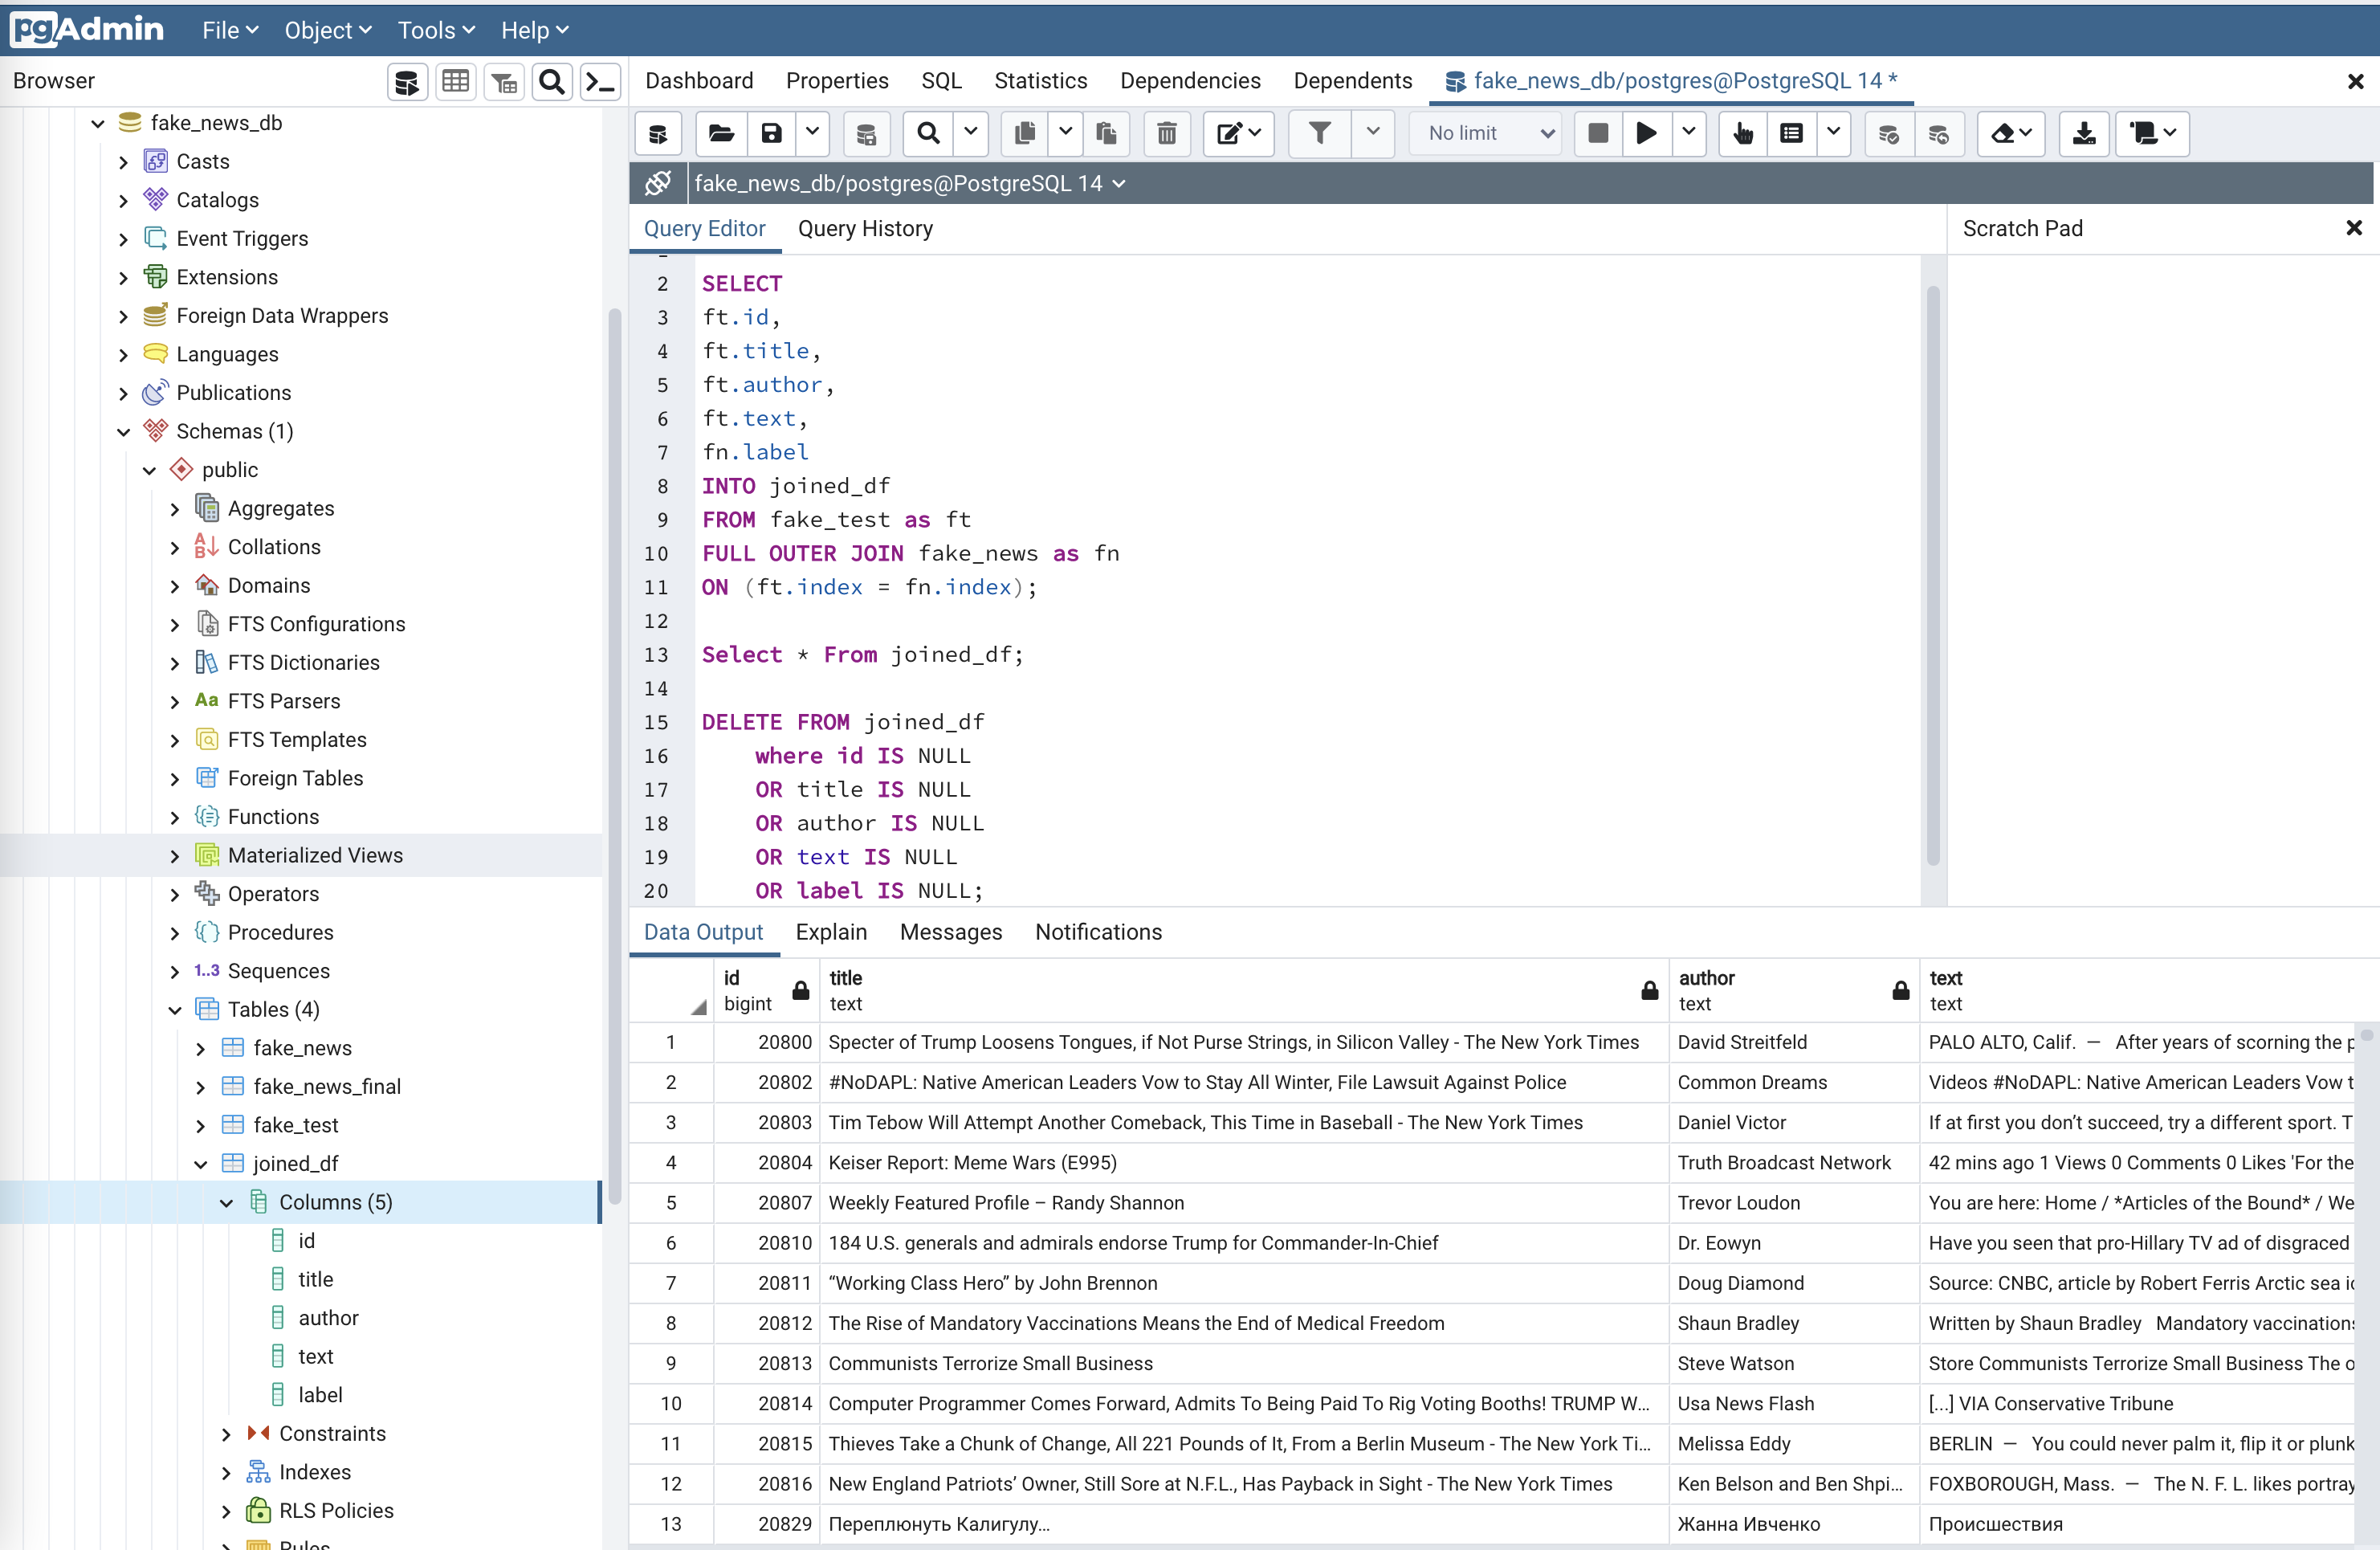 pgAdmin File Object Tools Help
Browser
Dashboard Properties SQL Statistics Dependencies Dependents fake_news_db/postgres@PostgreSQL 14 *
fake_news_db
Casts
Catalogs
Event Triggers
Extensions
Foreign Data Wrappers
Languages
Publications
Schemas (1)
public
Aggregates
Collations
Domains
FTS Configurations
FTS Dictionaries
Aa FTS Parsers
FTS Templates
Foreign Tables
Functions
Materialized Views
Operators
Procedures
1..3 Sequences
Tables (4)
fake_news
fake_news_final
fake_test
joined_df
Columns (5)
id
title
author
text
label
Constraints
Indexes
RLS Policies
Rules
No limit
fake_news_db/postgres@PostgreSQL 14
Query Editor Query History
Scratch Pad
2 SELECT
3 ft.id,
4 ft.title,
5 ft.author,
6 ft.text,
7 fn.label
8 INTO joined_df
9 FROM fake_test as ft
10 FULL OUTER JOIN fake_news as fn
11 ON (ft.index = fn.index);
12
13 Select * From joined_df;
14
15 DELETE FROM joined_df
16 where id IS NULL
17 OR title IS NULL
18 OR author IS NULL
19 OR text IS NULL
20 OR label IS NULL;
Data Output Explain Messages Notifications
id title author text
bigint text text text
1 20800 Specter of Trump Loosens Tongues, if Not Purse Strings, in Silicon Valley - The New York Times David Streitfeld PALO ALTO, Calif. — After years of scorning the p
2 20802 #NoDAPL: Native American Leaders Vow to Stay All Winter, File Lawsuit Against Police Common Dreams Videos #NoDAPL: Native American Leaders Vow t
3 20803 Tim Tebow Will Attempt Another Comeback, This Time in Baseball - The New York Times Daniel Victor If at first you don’t succeed, try a different sport. T
4 20804 Keiser Report: Meme Wars (E995) Truth Broadcast Network 42 mins ago 1 Views 0 Comments 0 Likes 'For the
5 20807 Weekly Featured Profile – Randy Shannon Trevor Loudon You are here: Home / *Articles of the Bound* / We
6 20810 184 U.S. generals and admirals endorse Trump for Commander-In-Chief Dr. Eowyn Have you seen that pro-Hillary TV ad of disgraced
7 20811 “Working Class Hero” by John Brennon Doug Diamond Source: CNBC, article by Robert Ferris Arctic sea ic
8 20812 The Rise of Mandatory Vaccinations Means the End of Medical Freedom Shaun Bradley Written by Shaun Bradley Mandatory vaccinations
9 20813 Communists Terrorize Small Business Steve Watson Store Communists Terrorize Small Business The o
10 20814 Computer Programmer Comes Forward, Admits To Being Paid To Rig Voting Booths! TRUMP W... Usa News Flash [...] VIA Conservative Tribune
11 20815 Thieves Take a Chunk of Change, All 221 Pounds of It, From a Berlin Museum - The New York Ti... Melissa Eddy BERLIN — You could never palm it, flip it or plunk
12 20816 New England Patriots’ Owner, Still Sore at N.F.L., Has Payback in Sight - The New York Times Ken Belson and Ben Shpi... FOXBOROUGH, Mass. — The N. F. L. likes portray
13 20829 Переплюнуть Калигулу... Жанна Ивченко Происшествия